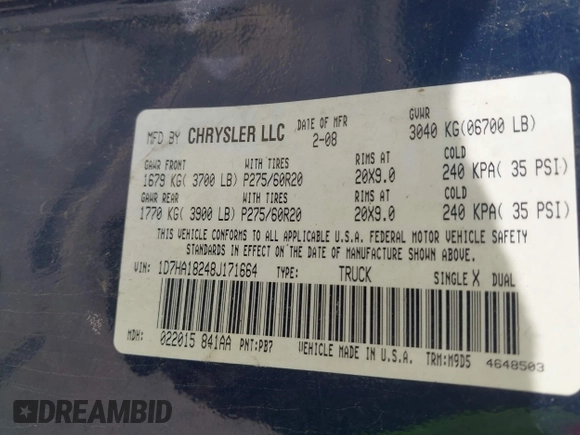 MFD BY CHRYSLER LLC DATE OF MFR 2-08 GVWR 3040 KG(06700 LB)
GAWR FRONT WITH TIRES RIMS AT COLD
1679 KG( 3700 LB) P275/60R20 20X9.0 240 KPA( 35 PSI)
GAWR REAR WITH TIRES RIMS AT COLD
1770 KG( 3900 LB) P275/60R20 20X9.0 240 KPA( 35 PSI)
THIS VEHICLE CONFORMS TO ALL APPLICABLE U.S.A. FEDERAL MOTOR VEHICLE SAFETY
STANDARDS IN EFFECT ON THE DATE OF MANUFACTURE SHOWN ABOVE.
VIN: 1D7HA18248J171664 TYPE: TRUCK SINGLE X DUAL
MDH: 022015 841AA PNT:PB7 VEHICLE MADE IN U.S.A. TRM:M9D5 4648503
DREAMBID